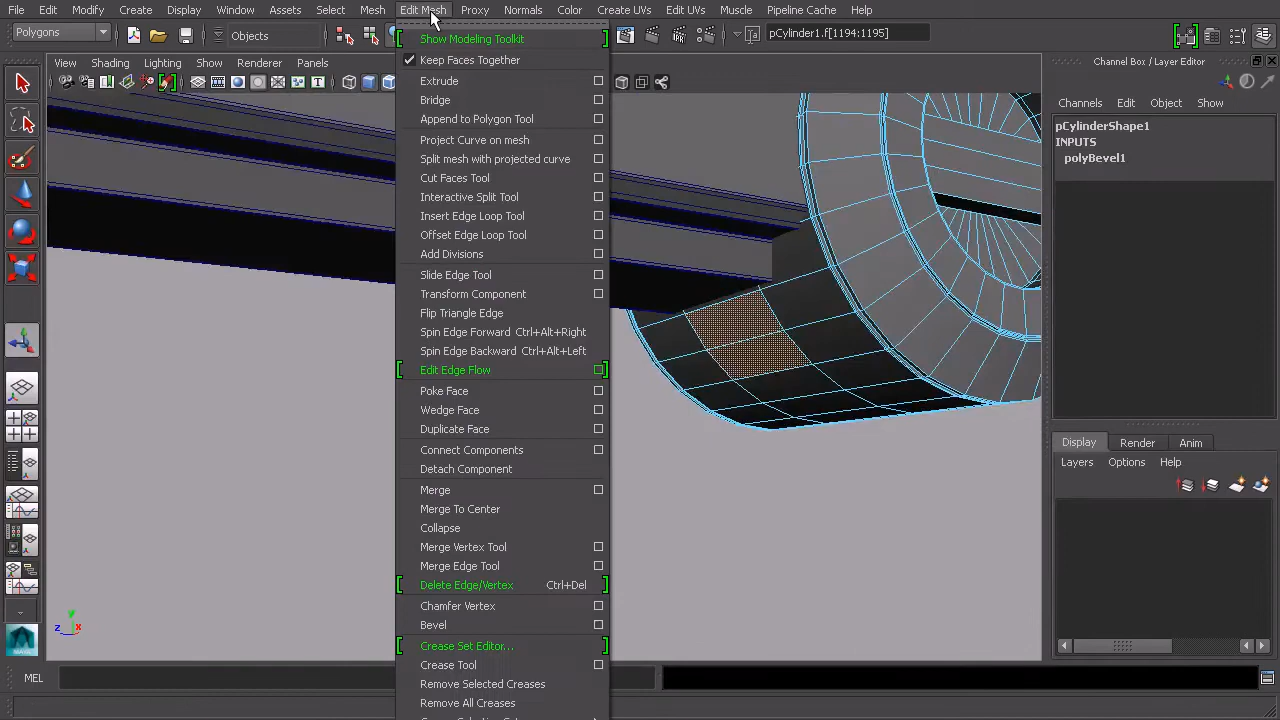 File Edit Modify Create Display Window Assets Select Mesh Edit Mesh Proxy Normals Color Create UVs Edit UVs Muscle Pipeline Cache Help
Polygons Objects pCylinder1.f[1194:1195]
View Shading Lighting Show Renderer Panels
Show Modeling Toolkit
Keep Faces Together
Extrude
Bridge
Append to Polygon Tool
Project Curve on mesh
Split mesh with projected curve
Cut Faces Tool
Interactive Split Tool
Insert Edge Loop Tool
Offset Edge Loop Tool
Add Divisions
Slide Edge Tool
Transform Component
Flip Triangle Edge
Spin Edge Forward Ctrl+Alt+Right
Spin Edge Backward Ctrl+Alt+Left
Edit Edge Flow
Poke Face
Wedge Face
Duplicate Face
Connect Components
Detach Component
Merge
Merge To Center
Collapse
Merge Vertex Tool
Merge Edge Tool
Delete Edge/Vertex Ctrl+Del
Chamfer Vertex
Bevel
Crease Set Editor...
Crease Tool
Remove Selected Creases
Remove All Creases
Channel Box / Layer Editor
Channels Edit Object Show
pCylinderShape1
INPUTS
polyBevel1
Display Render Anim
Layers Options Help
y
z x
MEL